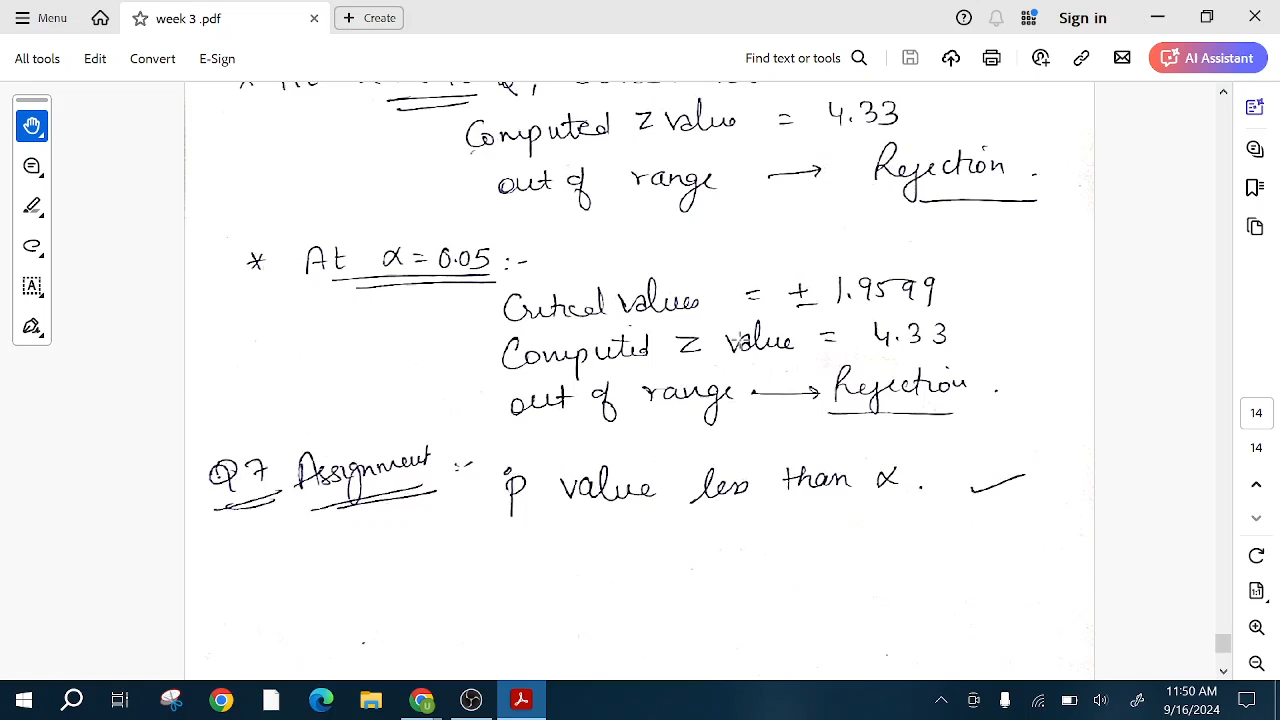 Menu
week 3 .pdf
Create
Sign in
All tools
Edit
Convert
E-Sign
Find text or tools
AI Assistant
Computed Z value = 4.33
out of range → Rejection .
* At α = 0.05 :-
Critical values = ± 1.9599
Computed Z value = 4.33
out of range → Rejection .
Q7 Assignment :- p value less than α .
14
14
11:50 AM
9/16/2024